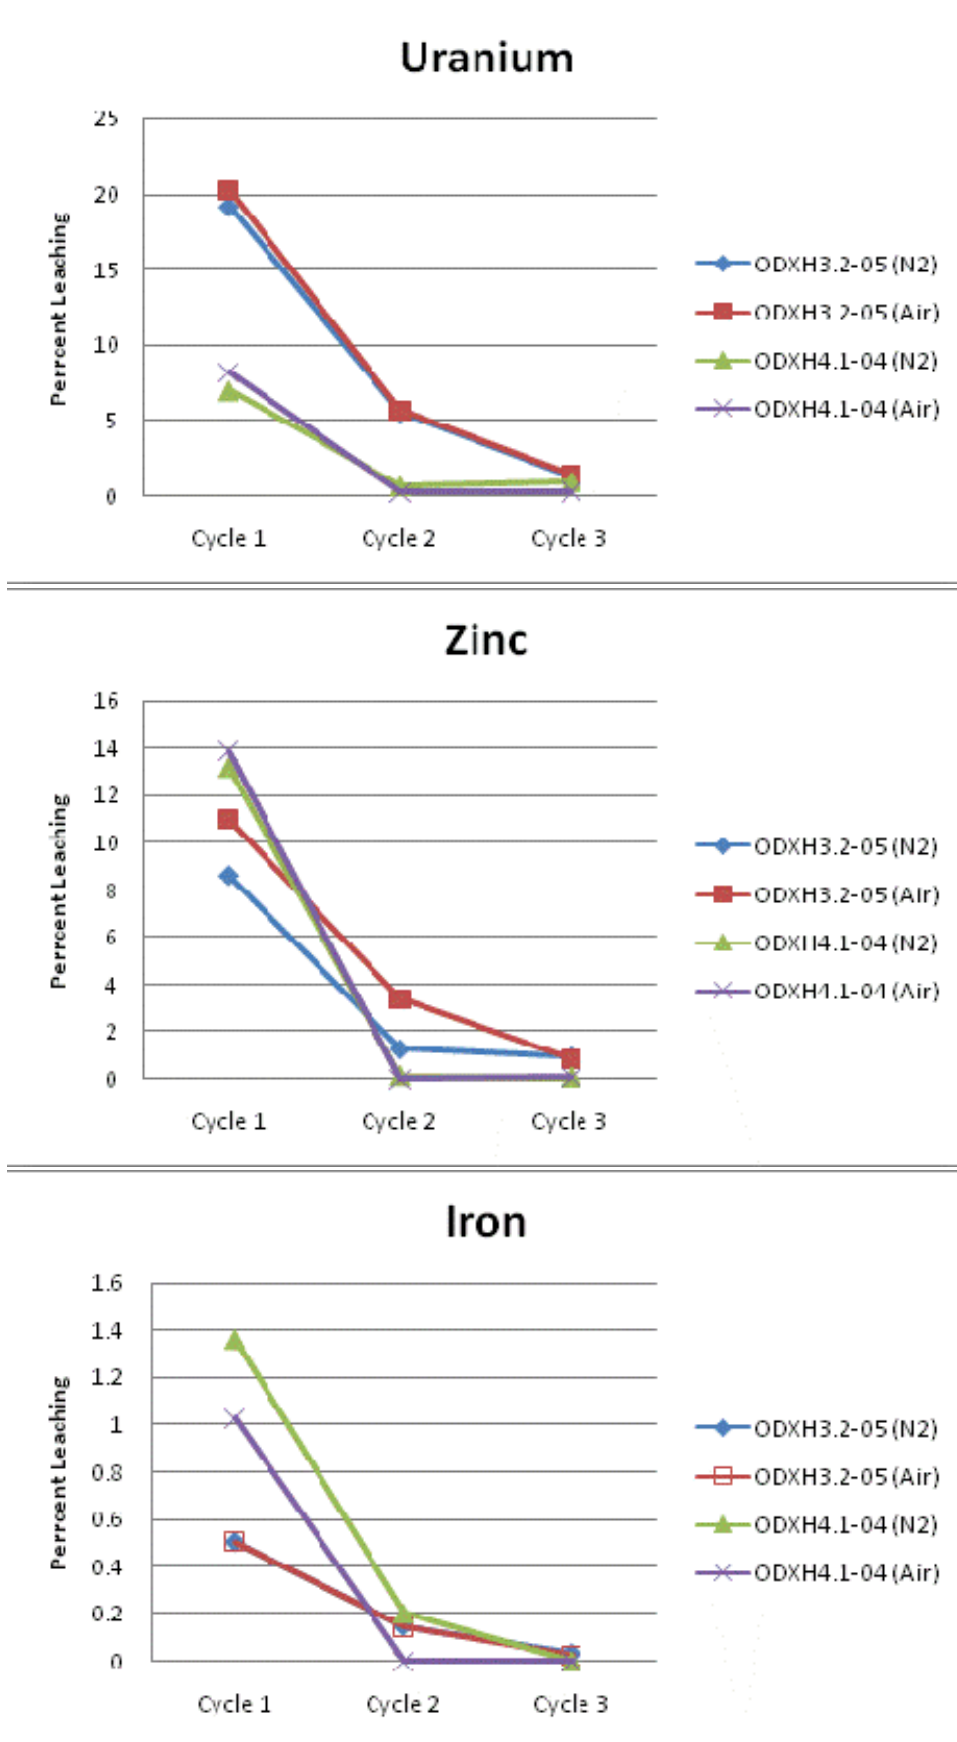 Uranium
25
20
15
10
5
0
Perrcent Leaching
Cycle 1 Cycle 2 Cycle 3
ODXH3.2-05 (N2)
ODXH3.2-05 (Air)
ODXH4.1-04 (N2)
ODXH4.1-04 (Air)
Zinc
16
14
12
10
8
6
4
2
0
Perrcent Leaching
Cycle 1 Cycle 2 Cycle 3
ODXH3.2-05 (N2)
ODXH3.2-05 (Air)
ODXH4.1-04 (N2)
ODXH4.1-04 (Air)
Iron
1.6
1.4
1.2
1
0.8
0.6
0.4
0.2
0
Perrcent Leaching
Cycle 1 Cycle 2 Cycle 3
ODXH3.2-05 (N2)
ODXH3.2-05 (Air)
ODXH4.1-04 (N2)
ODXH4.1-04 (Air)